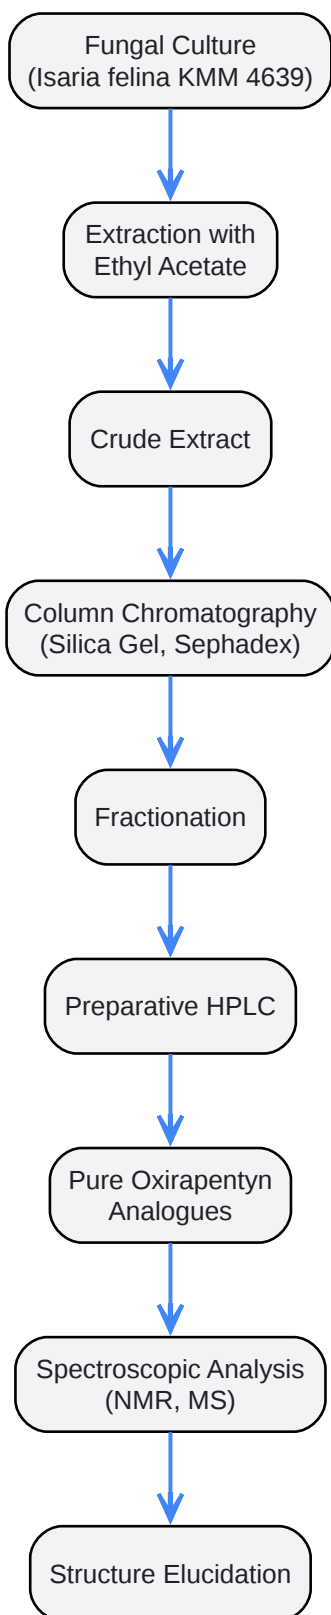 Fungal Culture
(Isaria felina KMM 4639)
Extraction with
Ethyl Acetate
Crude Extract
Column Chromatography
(Silica Gel, Sephadex)
Fractionation
Preparative HPLC
Pure Oxirapentyn
Analogues
Spectroscopic Analysis
(NMR, MS)
Structure Elucidation